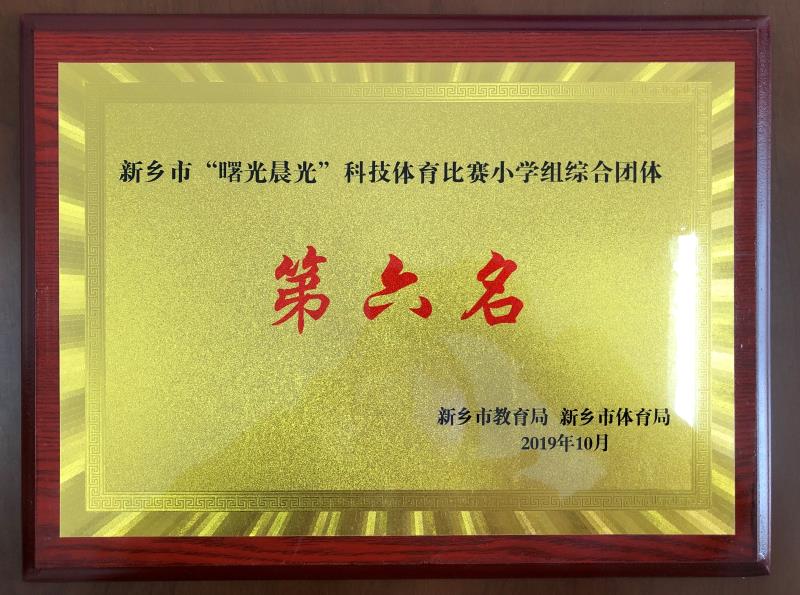 新乡市“曙光晨光”科技体育比赛小学组综合团体
第六名
新乡市教育局 新乡市体育局
2019年10月